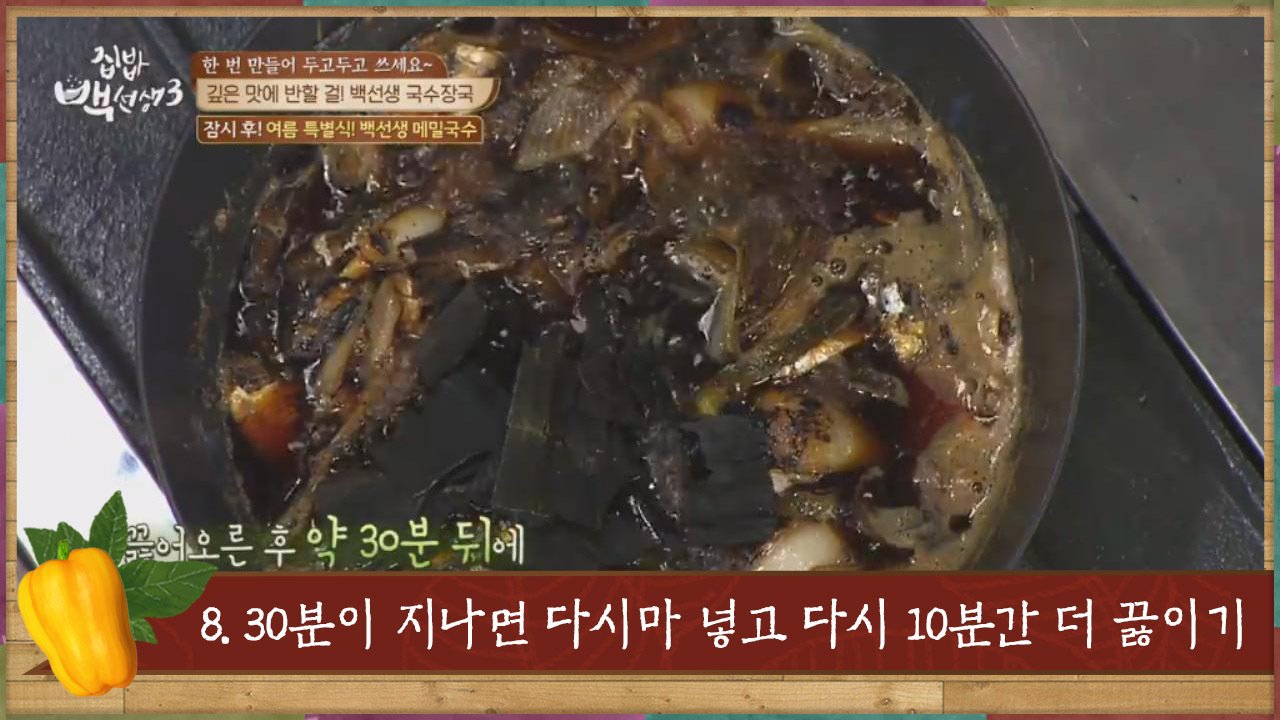 집밥
백선생3
한 번 만들어 두고두고 쓰세요~
깊은 맛에 반할 걸! 백선생 국수장국
잠시 후! 여름 특별식! 백선생 메밀국수
끓어오른 후 약 30분 뒤에
8. 30분이 지나면 다시마 넣고 다시 10분간 더 끓이기